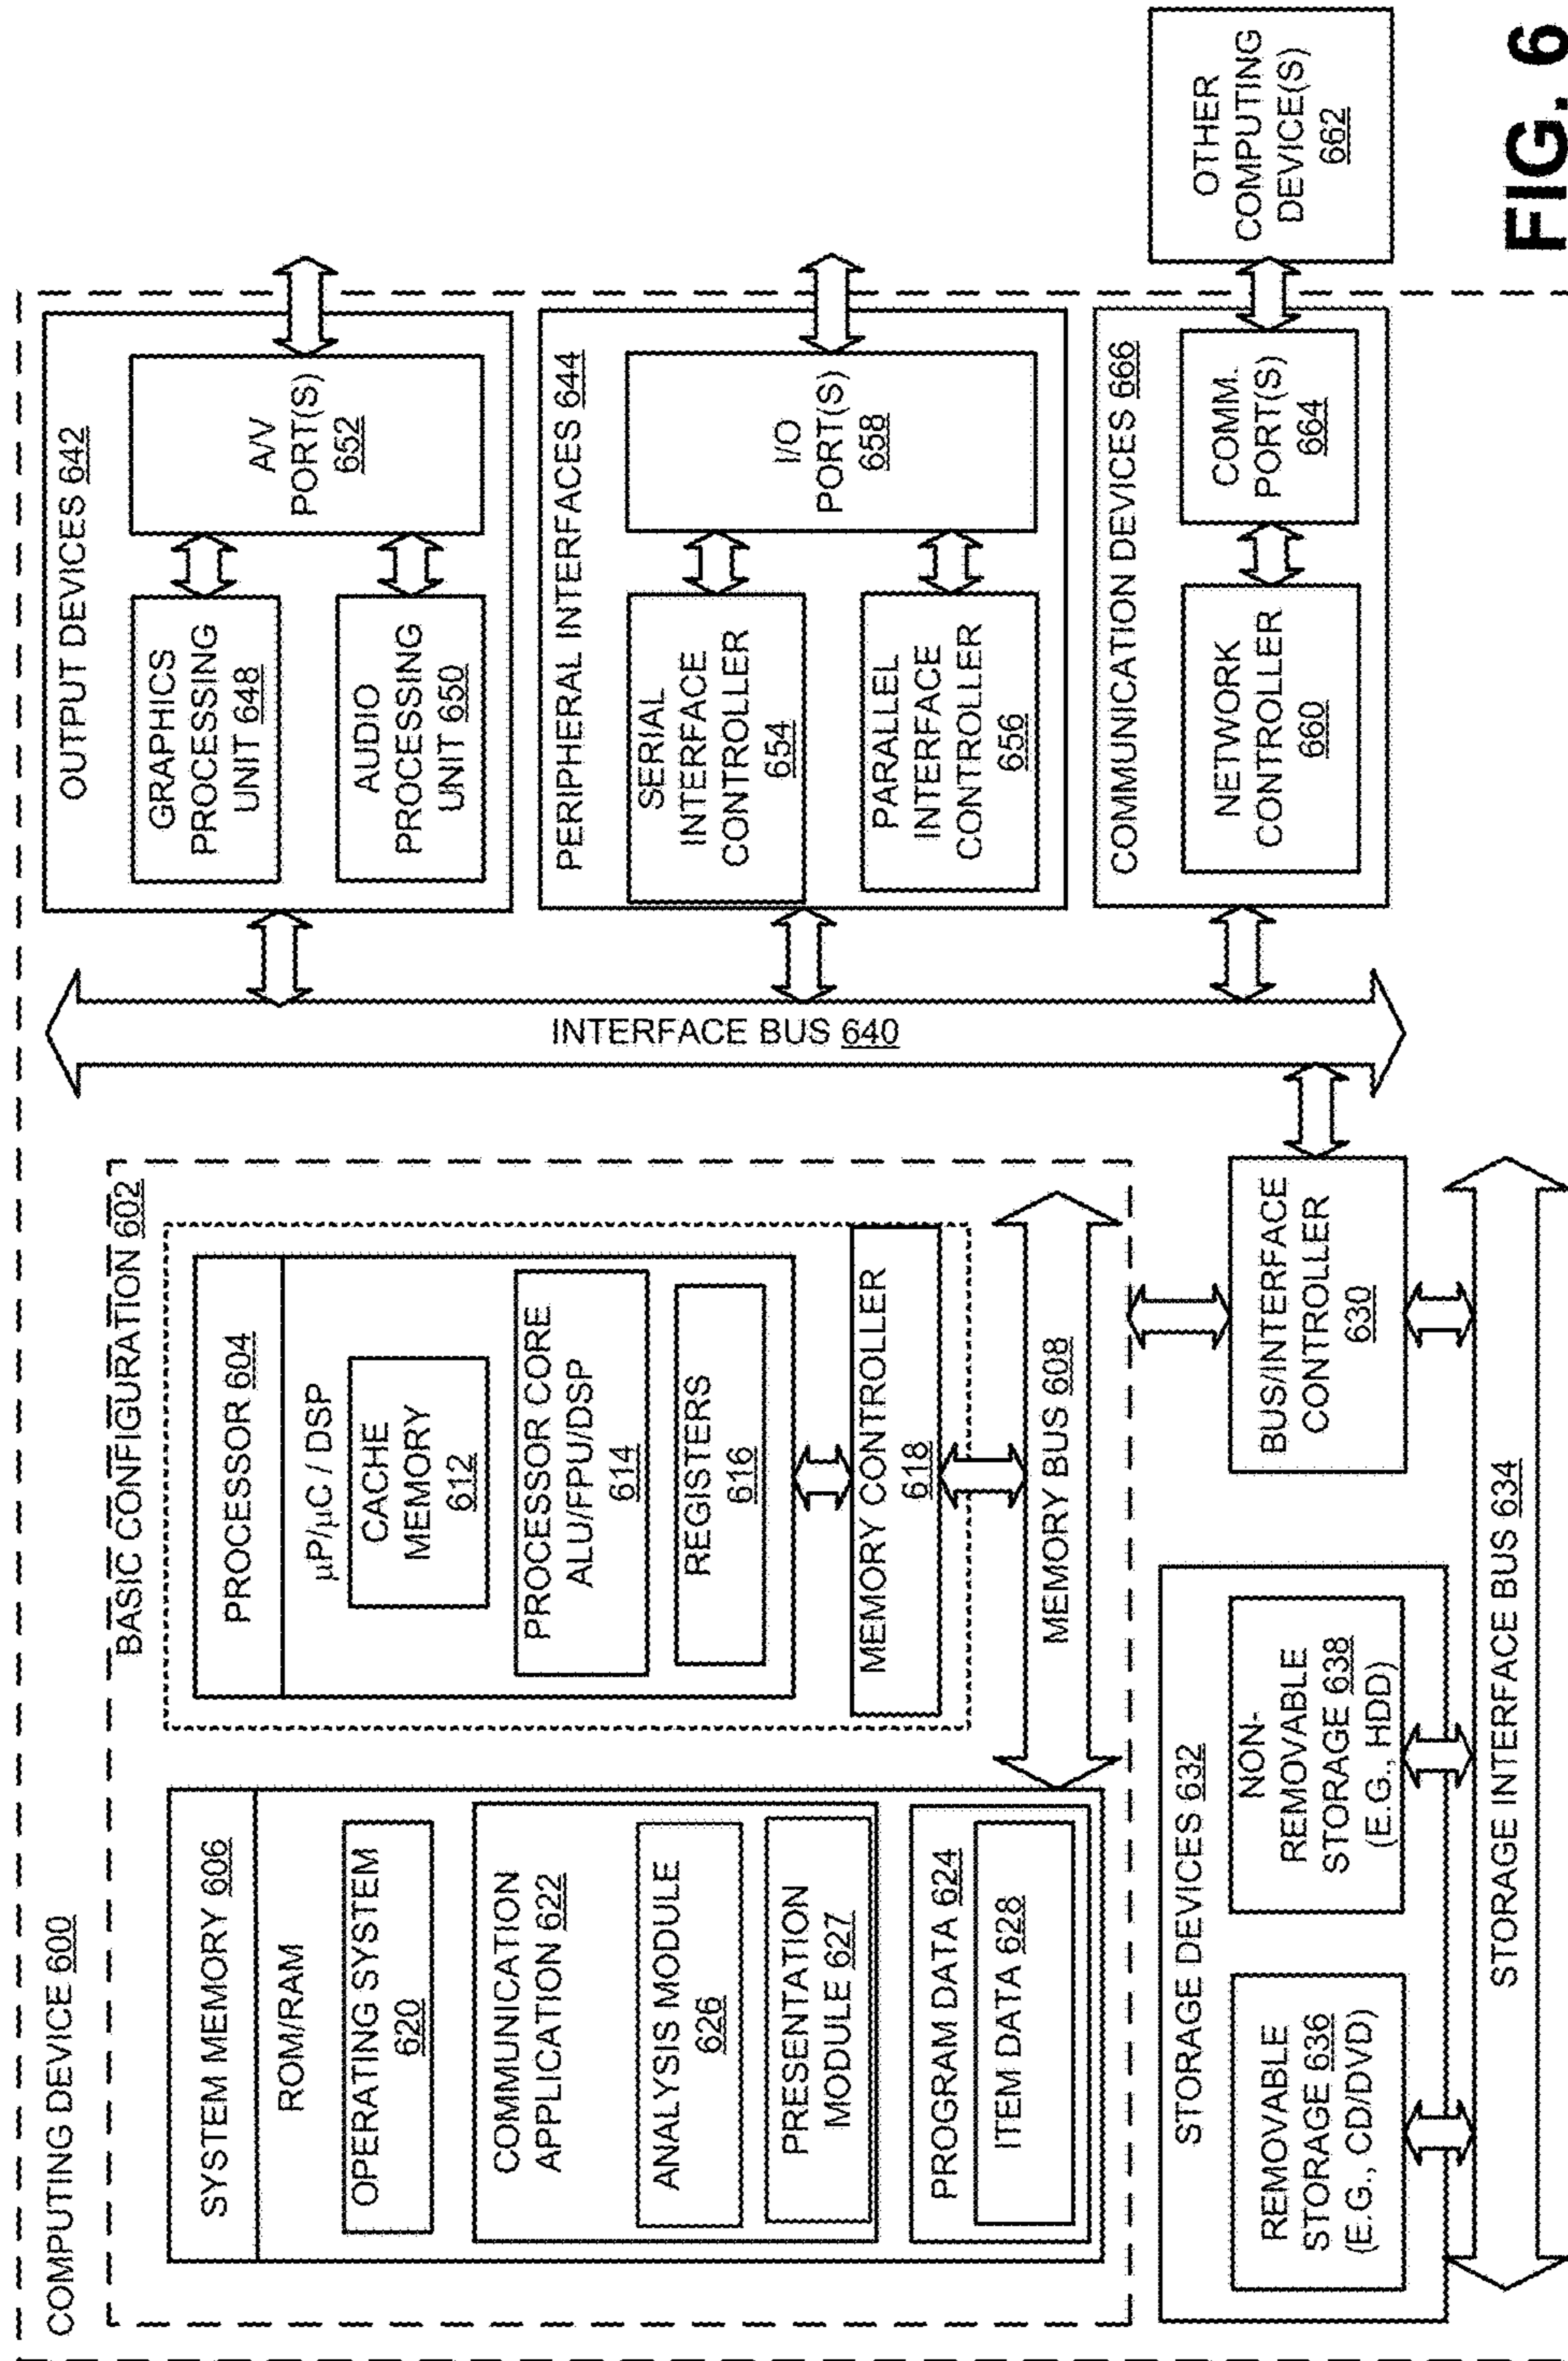 COMPUTING DEVICE 600
BASIC CONFIGURATION 602
SYSTEM MEMORY 606
ROM/RAM
OPERATING SYSTEM
620
COMMUNICATION
APPLICATION 622
ANALYSIS MODULE
626
PRESENTATION
MODULE 627
PROGRAM DATA 624
ITEM DATA 628
PROCESSOR 604
µP/µC / DSP
CACHE
MEMORY
612
PROCESSOR CORE
ALU/FPU/DSP
614
REGISTERS
616
MEMORY CONTROLLER
618
MEMORY BUS 608
BUS/INTERFACE
CONTROLLER
630
STORAGE DEVICES 632
REMOVABLE
STORAGE 636
(E.G., CD/DVD)
NON-
REMOVABLE
STORAGE 638
(E.G., HDD)
STORAGE INTERFACE BUS 634
INTERFACE BUS 640
OUTPUT DEVICES 642
GRAPHICS
PROCESSING
UNIT 648
AUDIO
PROCESSING
UNIT 650
A/V
PORT(S)
652
PERIPHERAL INTERFACES 644
SERIAL
INTERFACE
CONTROLLER
654
PARALLEL
INTERFACE
CONTROLLER
656
I/O
PORT(S)
658
COMMUNICATION DEVICES 666
NETWORK
CONTROLLER
660
COMM.
PORT(S)
664
OTHER
COMPUTING
DEVICE(S)
662
FIG. 6